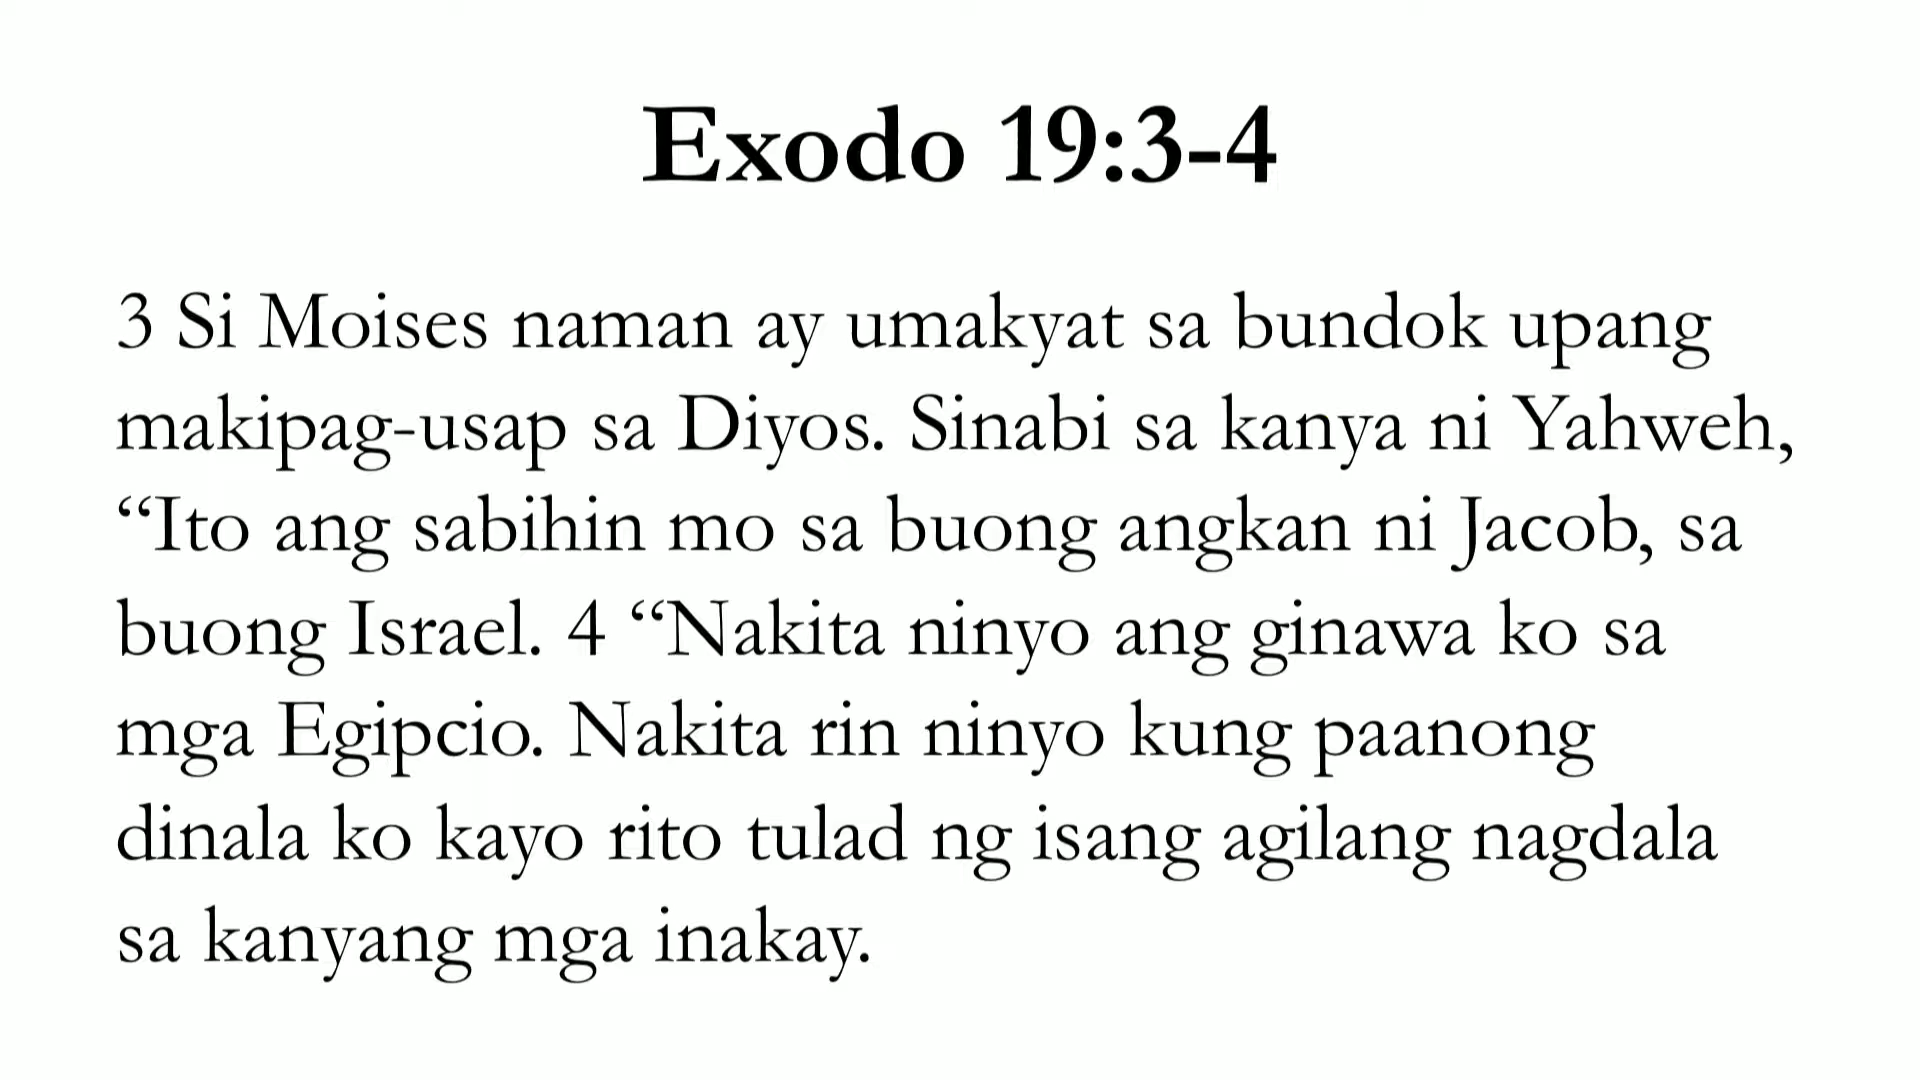 Exodo 19:3-4
3 Si Moises naman ay umakyat sa bundok upang
makipag-usap sa Diyos. Sinabi sa kanya ni Yahweh,
“Ito ang sabihin mo sa buong angkan ni Jacob, sa
buong Israel. 4 “Nakita ninyo ang ginawa ko sa
mga Egipcio. Nakita rin ninyo kung paanong
dinala ko kayo rito tulad ng isang agilang nagdala
sa kanyang mga inakay.